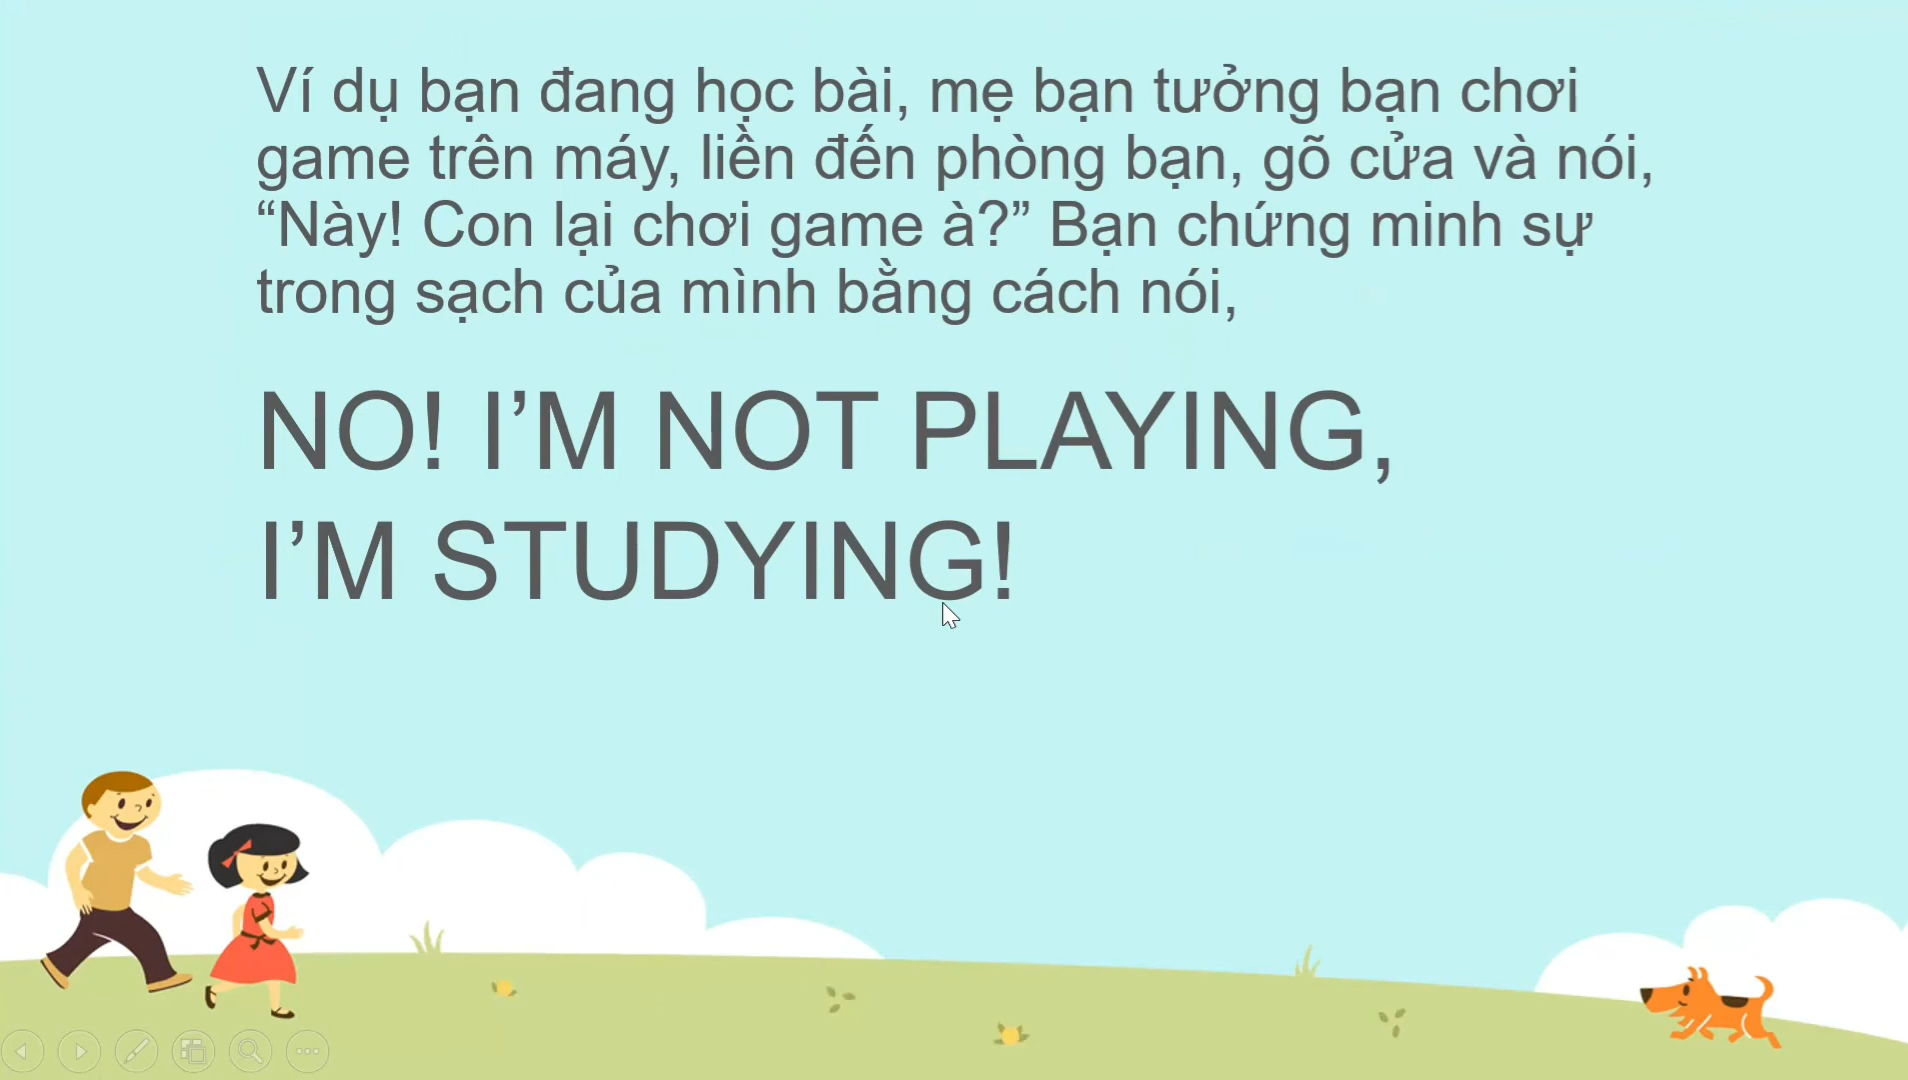 Ví dụ bạn đang học bài, mẹ bạn tưởng bạn chơi
game trên máy, liền đến phòng bạn, gõ cửa và nói,
“Này! Con lại chơi game à?” Bạn chứng minh sự
trong sạch của mình bằng cách nói,
NO! I’M NOT PLAYING,
I’M STUDYING!